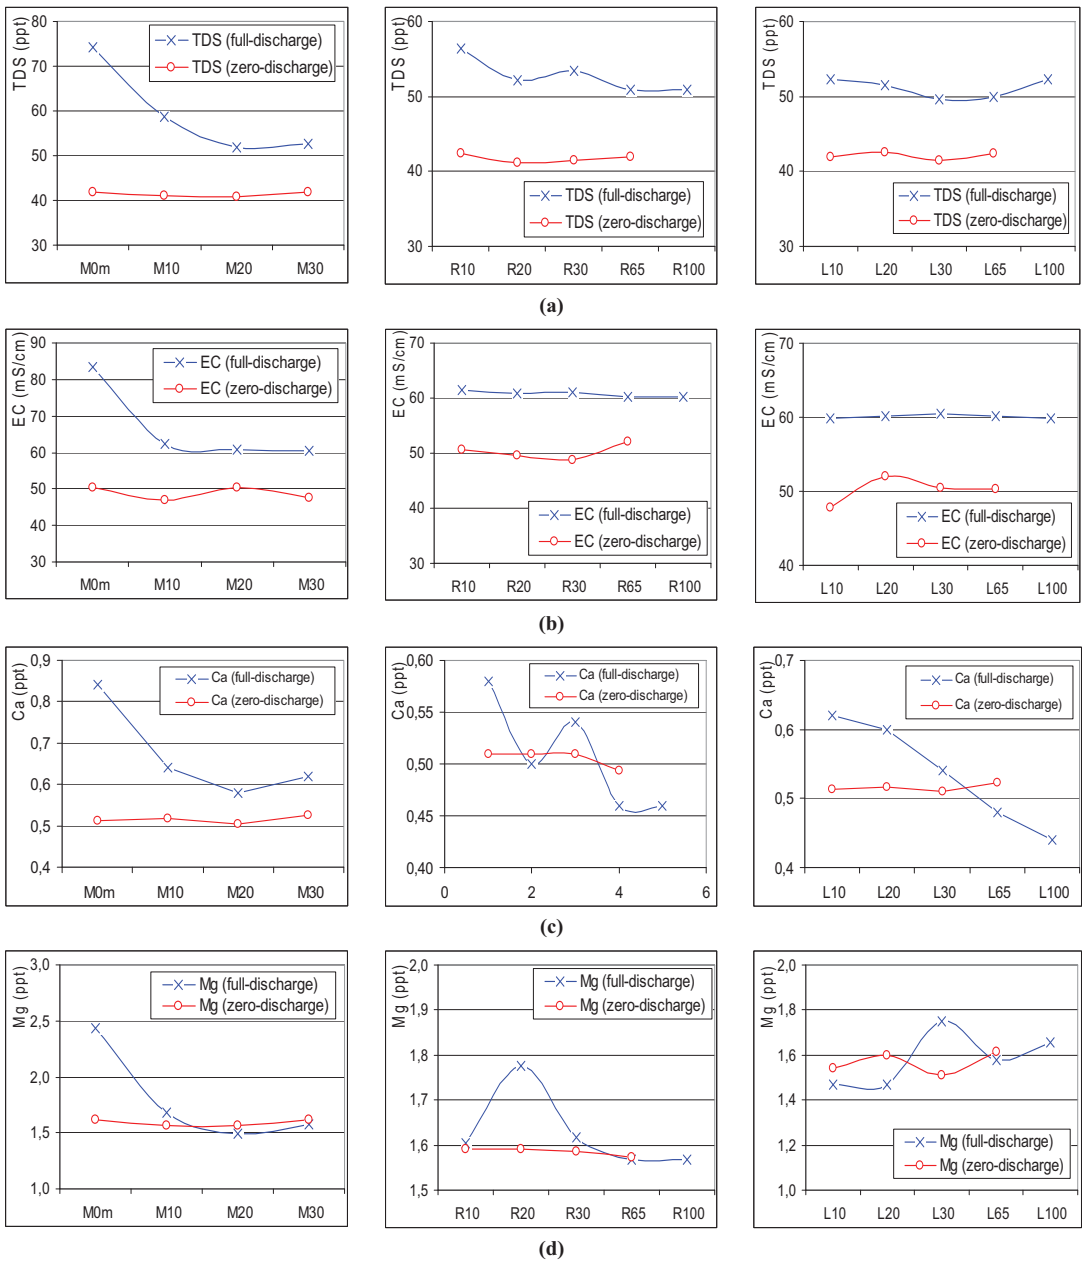 TDS (ppt)
80
70
60
50
40
30
TDS (full-discharge)
TDS (zero-discharge)
M0m M10 M20 M30
TDS (ppt)
60
50
40
30
TDS (full-discharge)
TDS (zero-discharge)
R10 R20 R30 R65 R100
TDS (ppt)
60
50
40
30
TDS (full-discharge)
TDS (zero-discharge)
L10 L20 L30 L65 L100
(a)
EC (mS/cm)
90
80
70
60
50
40
30
EC (full-discharge)
EC (zero-discharge)
M0m M10 M20 M30
EC (mS/cm)
70
60
50
40
30
EC (full-discharge)
EC (zero-discharge)
R10 R20 R30 R65 R100
EC (mS/cm)
70
60
50
40
EC (full-discharge)
EC (zero-discharge)
L10 L20 L30 L65 L100
(b)
Ca (ppt)
0,9
0,8
0,7
0,6
0,5
0,4
Ca (full-discharge)
Ca (zero-discharge)
M0m M10 M20 M30
Ca (ppt)
0,60
0,55
0,50
0,45
0,40
Ca (full-discharge)
Ca (zero-discharge)
0 2 4 6
Ca (ppt)
0,7
0,6
0,5
0,4
Ca (full-discharge)
Ca (zero-discharge)
L10 L20 L30 L65 L100
(c)
Mg (ppt)
3,0
2,5
2,0
1,5
1,0
Mg (full-discharge)
Mg (zero-discharge)
M0m M10 M20 M30
Mg (ppt)
2,0
1,9
1,8
1,7
1,6
1,5
Mg (full-discharge)
Mg (zero-discharge)
R10 R20 R30 R65 R100
Mg (ppt)
2,0
1,8
1,6
1,4
1,2
1,0
Mg (full-discharge)
Mg (zero-discharge)
L10 L20 L30 L65 L100
(d)